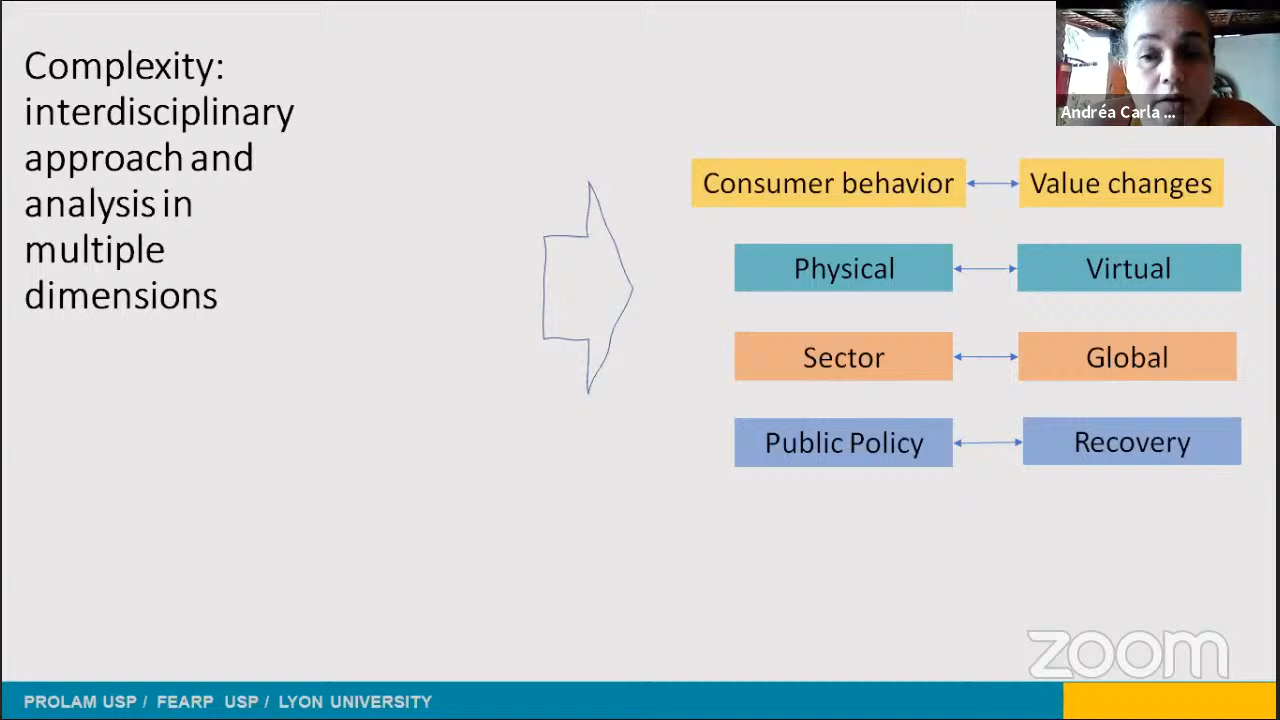 Complexity:
interdisciplinary
approach and
analysis in
multiple
dimensions
Andréa Carla ...
Consumer behavior
Value changes
Physical
Virtual
Sector
Global
Public Policy
Recovery
zoom
PROLAM USP / FEARP USP / LYON UNIVERSITY